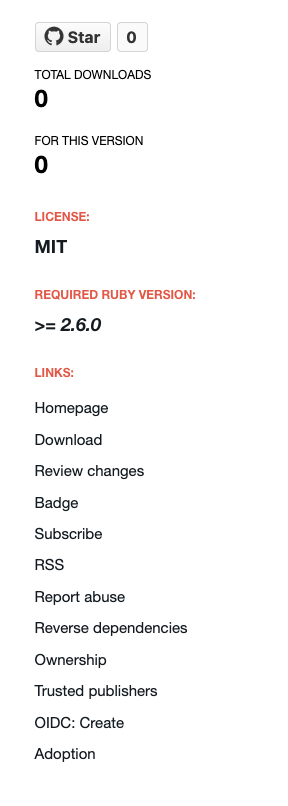 Star 0
TOTAL DOWNLOADS
0
FOR THIS VERSION
0
LICENSE:
MIT
REQUIRED RUBY VERSION:
>= 2.6.0
LINKS:
Homepage
Download
Review changes
Badge
Subscribe
RSS
Report abuse
Reverse dependencies
Ownership
Trusted publishers
OIDC: Create
Adoption